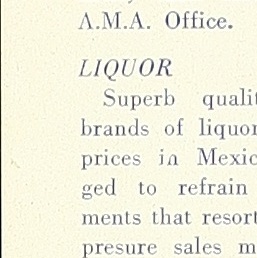 A.M.A. Office.
LIQUOR
Superb qualit
brands of liquor
prices in Mexic
ged to refrain
ments that resort
presure sales m